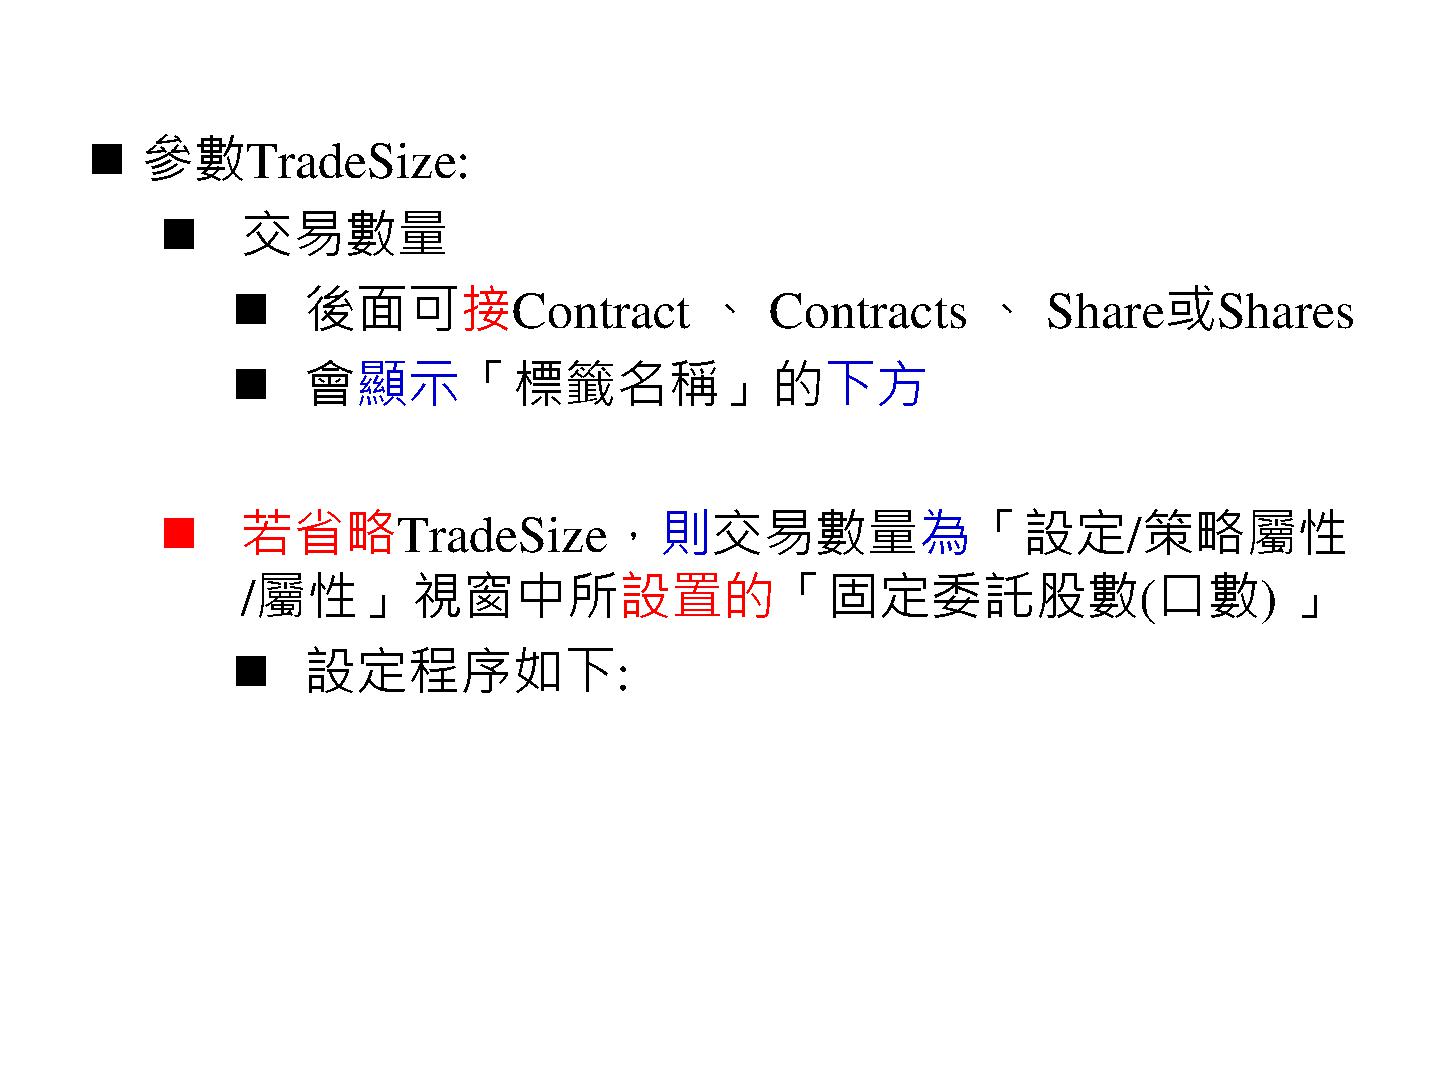 參數TradeSize:
交易數量
後面可接Contract 、 Contracts 、 Share或Shares
會顯示「標籤名稱」的下方
若省略TradeSize,則交易數量為「設定/策略屬性
/屬性」視窗中所設置的「固定委託股數(口數) 」
設定程序如下: